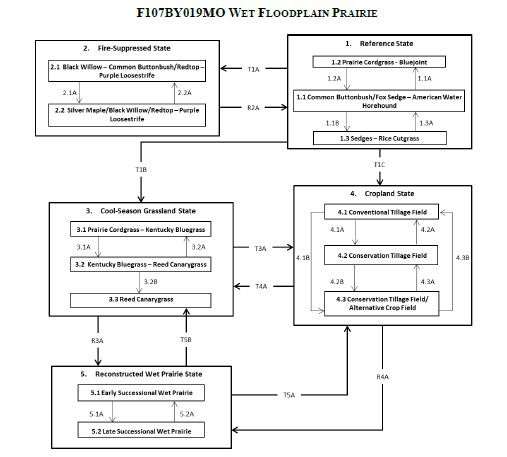 F107BY019MO WET FLOODPLAIN PRAIRIE
2. Fire-Suppressed State
2.1 Black Willow – Common Buttonbush/Redtop –
Purple Loosestrife
2.1A
2.2A
2.2 Silver Maple/Black Willow/Redtop – Purple
Loosestrife
T1A
R2A
1. Reference State
1.2 Prairie Cordgrass - Bluejoint
1.2A
1.1A
1.1 Common Buttonbush/Fox Sedge – American Water
Horehound
1.1B
1.3A
1.3 Sedges – Rice Cutgrass
T1B
T1C
3. Cool-Season Grassland State
3.1 Prairie Cordgrass – Kentucky Bluegrass
3.1A
3.2A
3.2 Kentucky Bluegrass – Reed Canarygrass
3.2B
3.3 Reed Canarygrass
T3A
T4A
4. Cropland State
4.1 Conventional Tillage Field
4.1A
4.2A
4.1B
4.2 Conservation Tillage Field
4.3B
4.2B
4.3A
4.3 Conservation Tillage Field/
Alternative Crop Field
R3A
T5B
5. Reconstructed Wet Prairie State
5.1 Early Successional Wet Prairie
5.1A
5.2A
5.2 Late Successional Wet Prairie
T5A
R4A